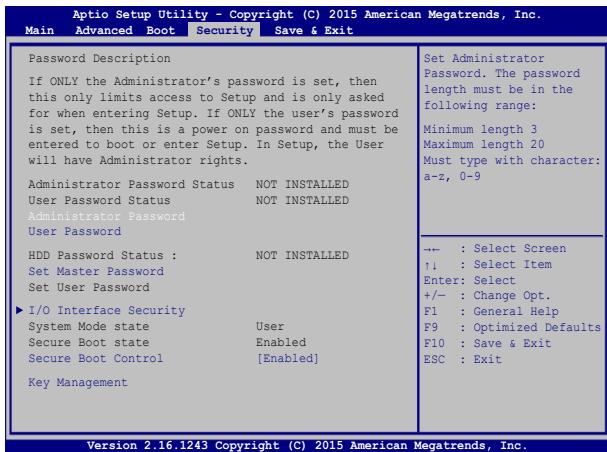 Aptio Setup Utility - Copyright (C) 2015 American Megatrends, Inc.
Main Advanced Boot Security Save & Exit
Password Description
If ONLY the Administrator's password is set, then
this only limits access to Setup and is only asked
for when entering Setup. If ONLY the user's password
is set, then this is a power on password and must be
entered to boot or enter Setup. In Setup, the User
will have Administrator rights.
Administrator Password Status NOT INSTALLED
User Password Status NOT INSTALLED
Administrator Password
User Password
HDD Password Status : NOT INSTALLED
Set Master Password
Set User Password
I/O Interface Security
System Mode state User
Secure Boot state Enabled
Secure Boot Control [Enabled]
Key Management
Set Administrator
Password. The password
length must be in the
following range:
Minimum length 3
Maximum length 20
Must type with character:
a-z, 0-9
→← : Select Screen
↑↓ : Select Item
Enter: Select
+/— : Change Opt.
F1 : General Help
F9 : Optimized Defaults
F10 : Save & Exit
ESC : Exit
Version 2.16.1243 Copyright (C) 2015 American Megatrends, Inc.